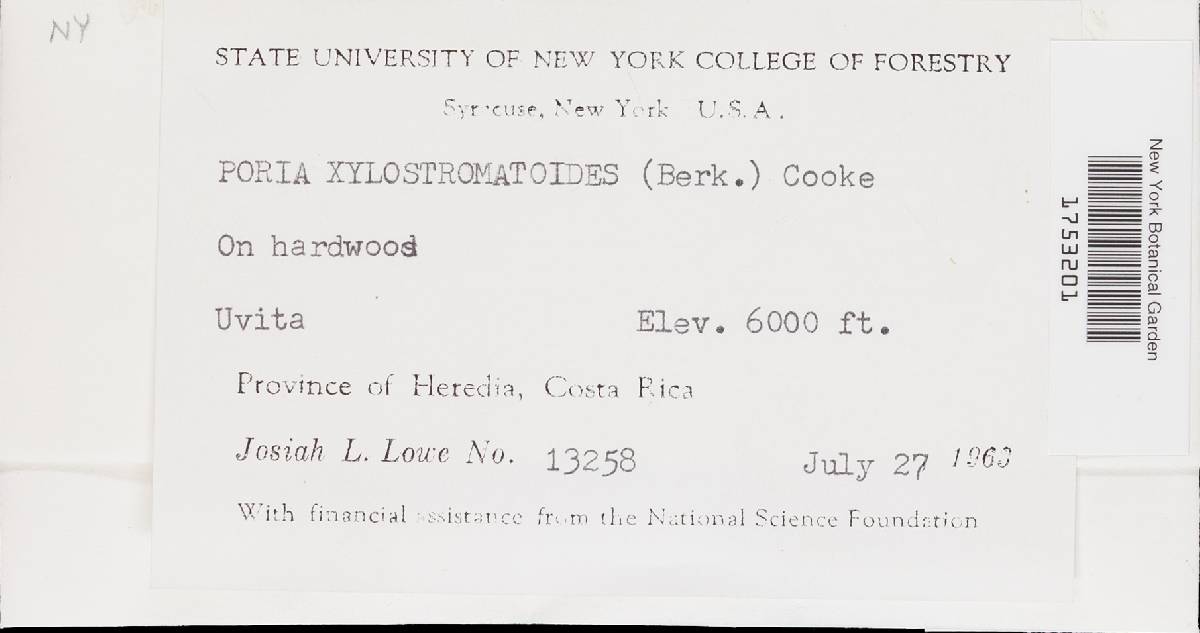 NY
STATE UNIVERSITY OF NEW YORK COLLEGE OF FORESTRY
Syracuse, New York U.S.A.
PORIA XYLOSTROMATOIDES (Berk.) Cooke
On hardwood
Uvita Elev. 6000 ft.
Province of Heredia, Costa Rica
Josiah L. Lowe No. 13258 July 27 1963
With financial assistance from the National Science Foundation
New York Botanical Garden
1753201